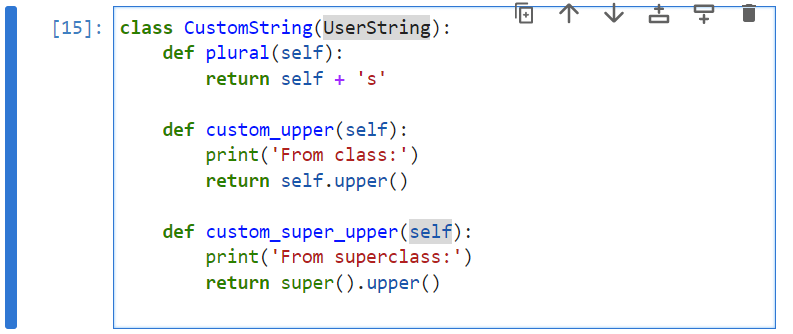 [15]: class CustomString(UserString):
    def plural(self):
        return self + 's'

    def custom_upper(self):
        print('From class:')
        return self.upper()

    def custom_super_upper(self):
        print('From superclass:')
        return super().upper()